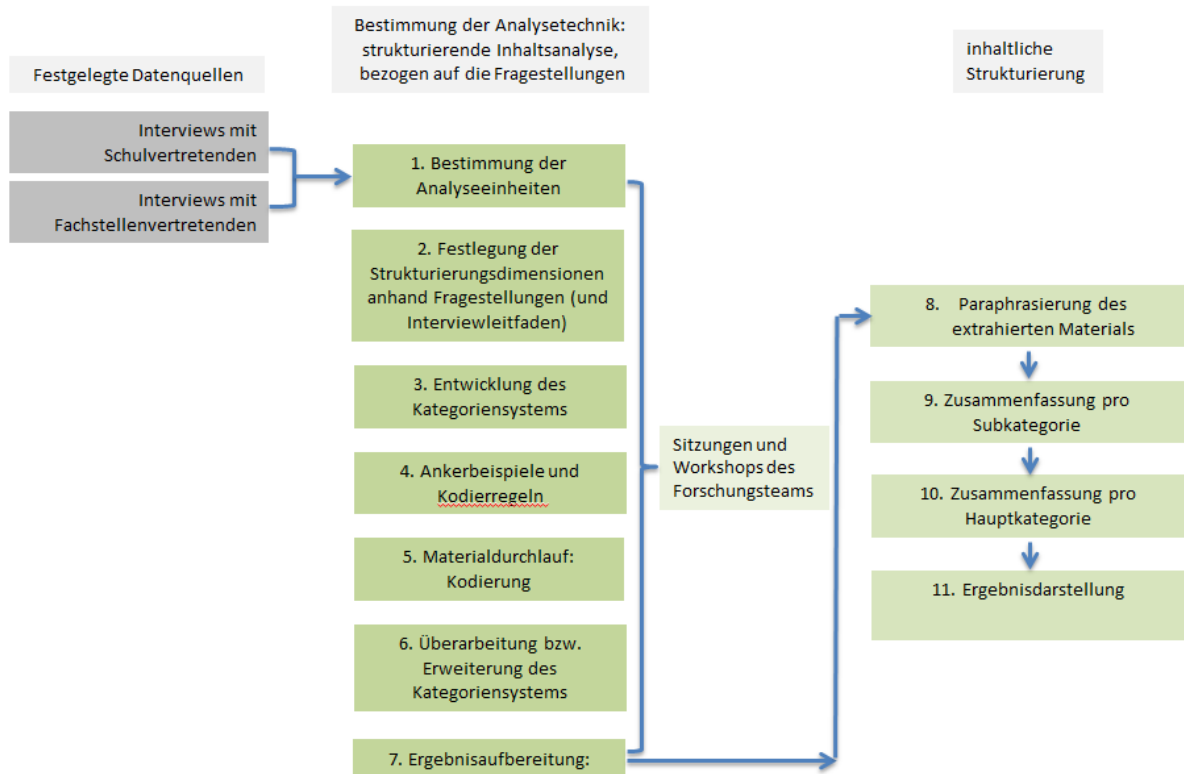 Festgelegte Datenquellen
Interviews mit
Schulvertretenden
Interviews mit
Fachstellenvertretenden
Bestimmung der Analysetechnik:
strukturierende Inhaltsanalyse,
bezogen auf die Fragestellungen
1. Bestimmung der
Analyseeinheiten
2. Festlegung der
Strukturierungsdimensionen
anhand Fragestellungen (und
Interviewleitfaden)
3. Entwicklung des
Kategoriensystems
4. Ankerbeispiele und
Kodierregeln
5. Materialdurchlauf:
Kodierung
6. Überarbeitung bzw.
Erweiterung des
Kategoriensystems
7. Ergebnisaufbereitung:
Sitzungen und
Workshops des
Forschungsteams
inhaltliche
Strukturierung
8. Paraphrasierung des
extrahierten Materials
9. Zusammenfassung pro
Subkategorie
10. Zusammenfassung pro
Hauptkategorie
11. Ergebnisdarstellung